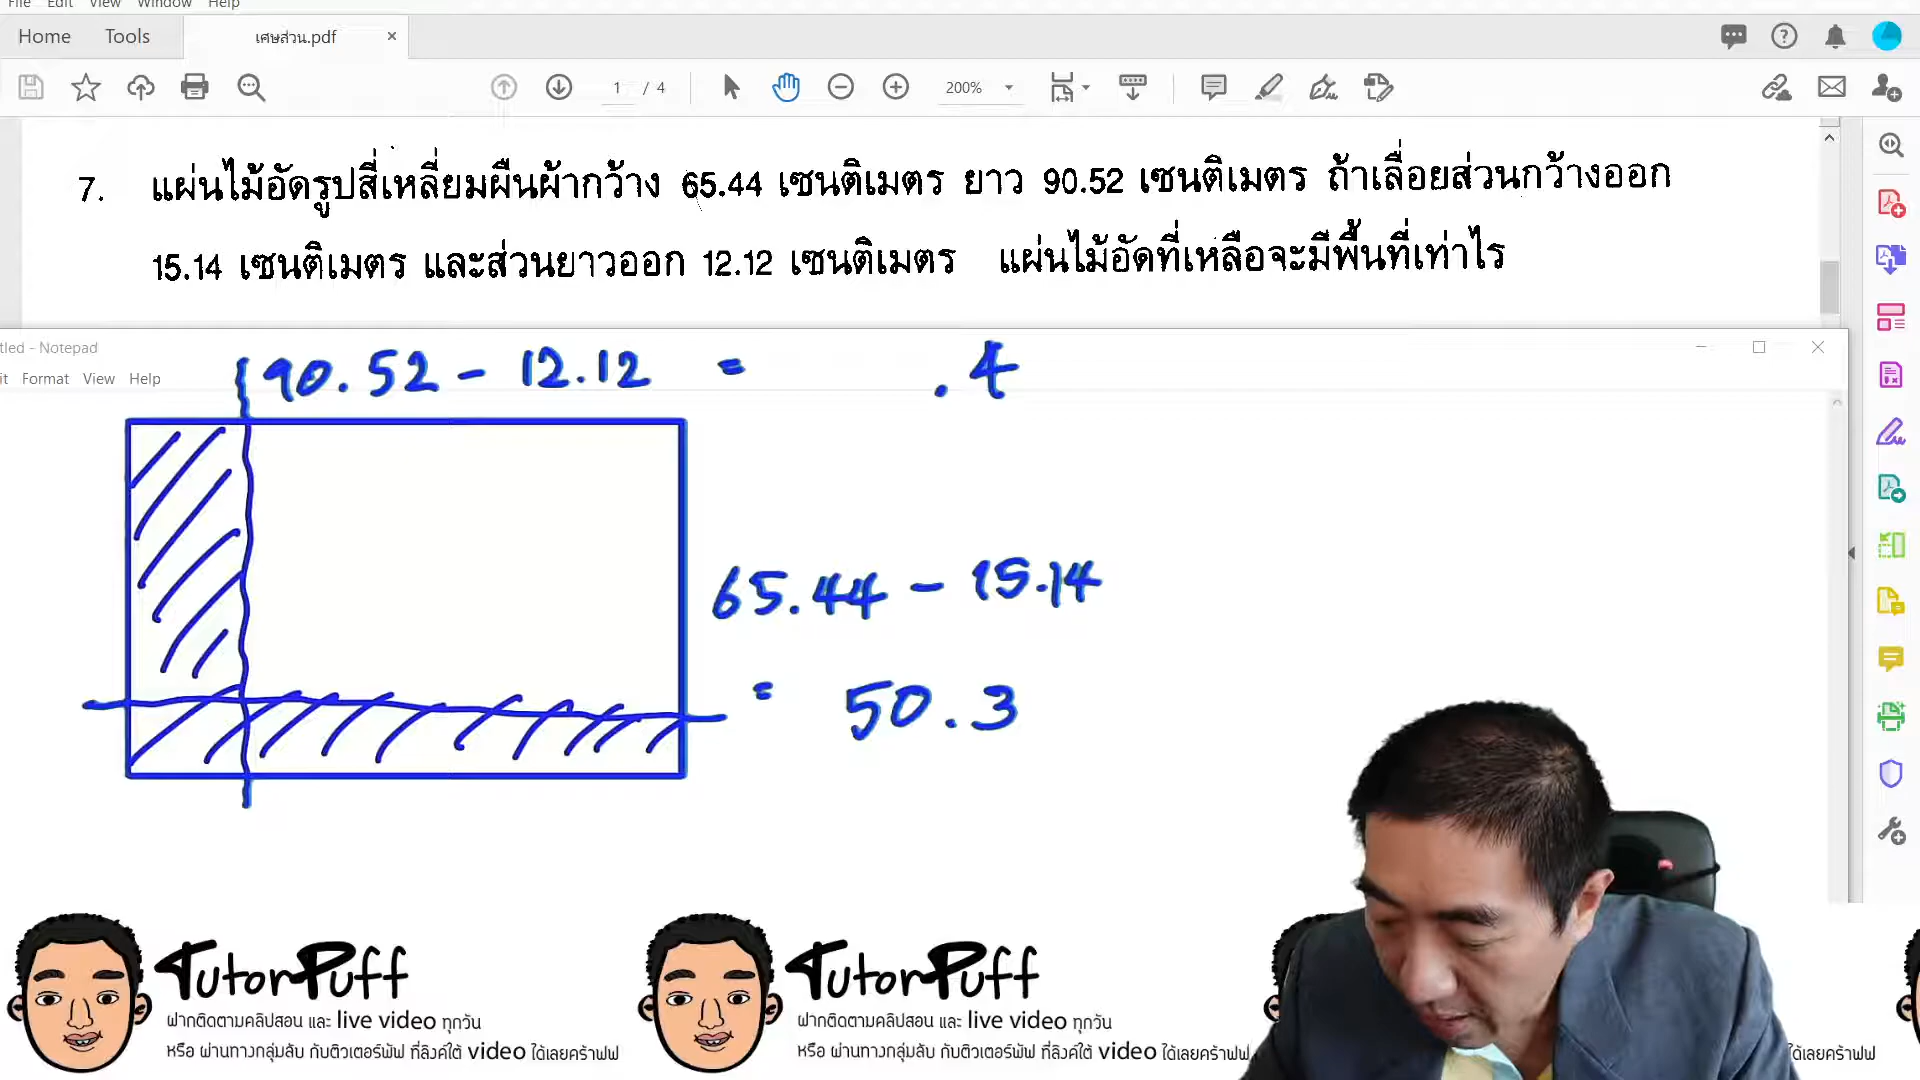 File Edit View Window Help
Home Tools เศษส่วน.pdf ×
1 / 4 200%
7. แผ่นไม้อัดรูปสี่เหลี่ยมผืนผ้ากว้าง 65.44 เซนติเมตร ยาว 90.52 เซนติเมตร ถ้าเลื่อยส่วนกว้างออก
15.14 เซนติเมตร และส่วนยาวออก 12.12 เซนติเมตร แผ่นไม้อัดที่เหลือจะมีพื้นที่เท่าไร
tled - Notepad
it Format View Help
90.52 - 12.12 = .4
65.44 - 15.14
= 50.3
TutorPuff
ฝากติดตามคลิปสอน และ live video ทุกวัน
หรือ ผ่านทางกลุ่มลับ กับติวเตอร์พัฟ ที่ลิงค์ใต้ video ได้เลยคร้าฟฟ
TutorPuff
ฝากติดตามคลิปสอน และ live video ทุกวัน
หรือ ผ่านทางกลุ่มลับ กับติวเตอร์พัฟ ที่ลิงค์ใต้ video ได้เลยคร้าฟฟ
ได้เลยคร้าฟฟ